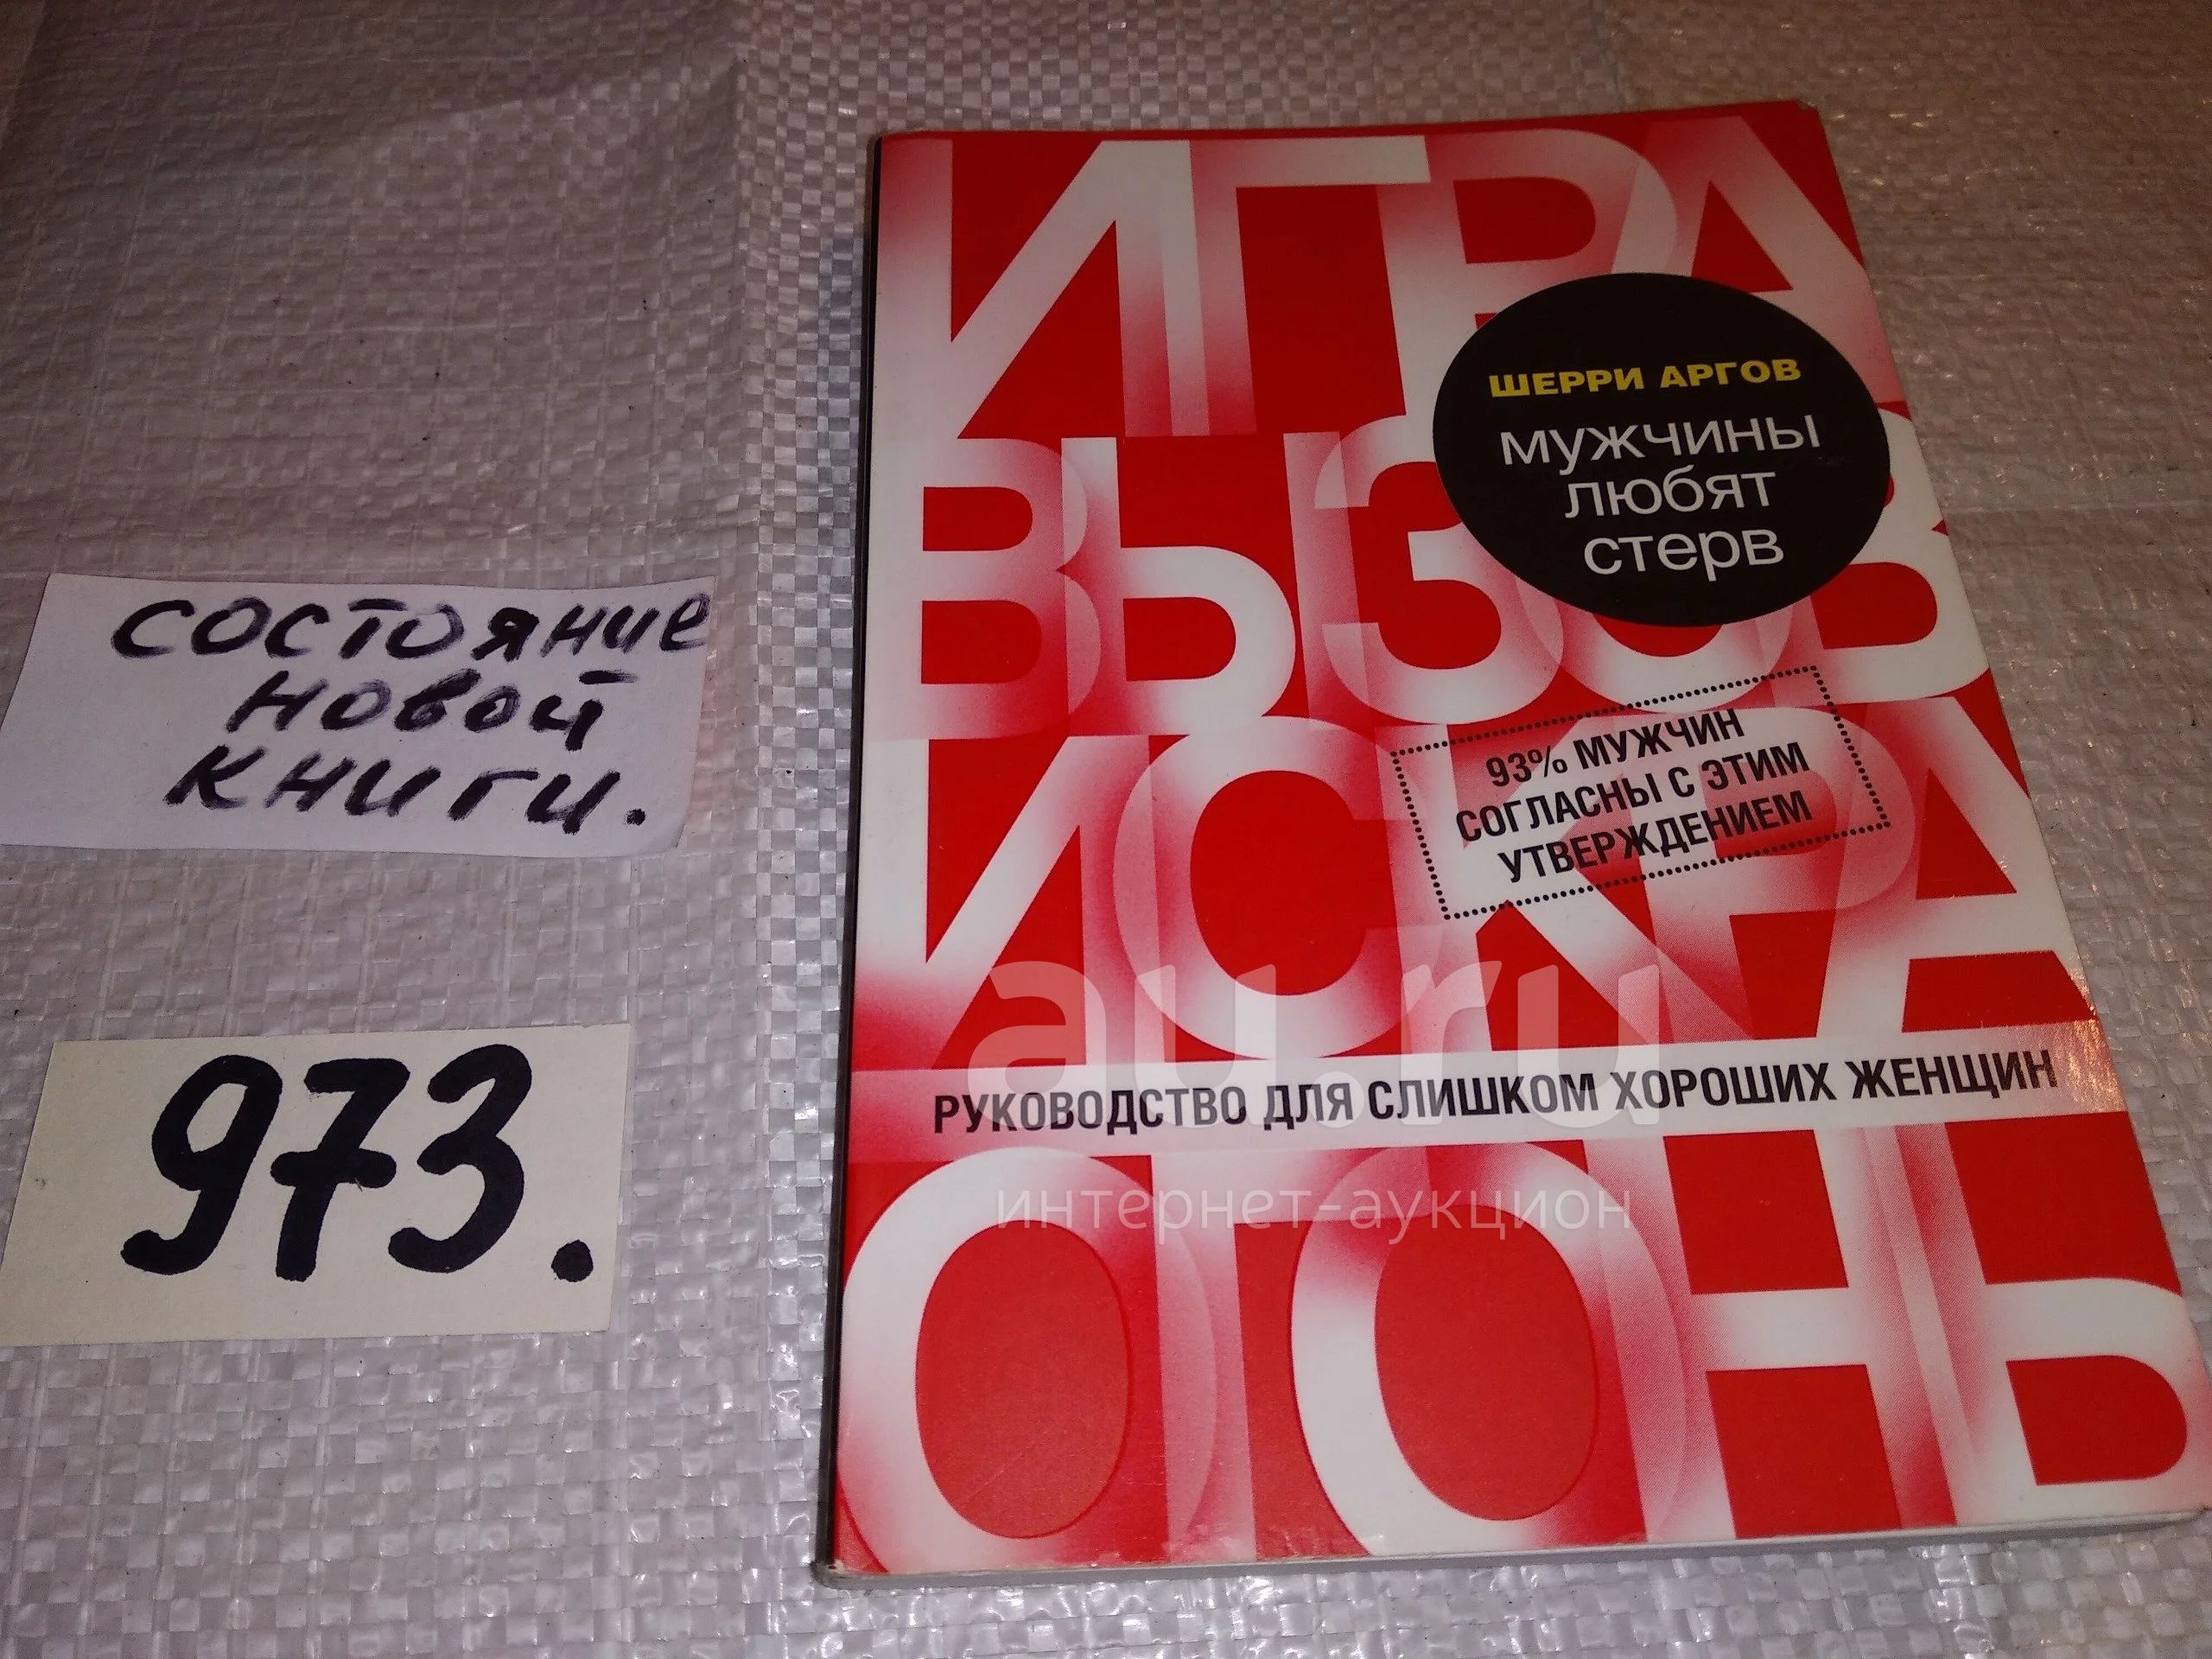 ИГРА
ШЕРРИ АРГОВ
мужчины
любят
стерв
ВЫЗОВ
93% МУЖЧИН
СОГЛАСНЫ С ЭТИМ
УТВЕРЖДЕНИЕМ
ИСКРА
РУКОВОДСТВО ДЛЯ СЛИШКОМ ХОРОШИХ ЖЕНЩИН
ОГОНЬ
состояние
новой
книги.
973.
au.ru
интернет-аукцион